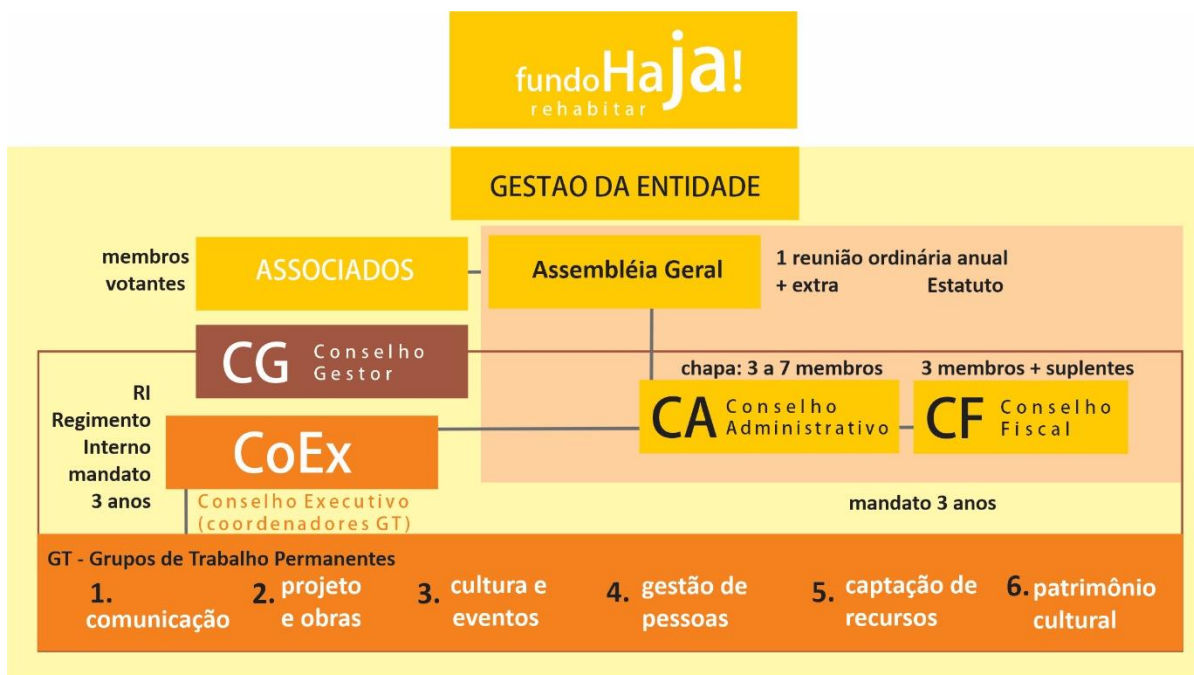 fundoHaja!
rehabitar
GESTAO DA ENTIDADE
membros
votantes
ASSOCIADOS
Assembléia Geral
1 reunião ordinária anual
+ extra Estatuto
CG Conselho
Gestor
RI
Regimento
Interno
mandato
3 anos
CoEx
Conselho Executivo
(coordenadores GT)
chapa: 3 a 7 membros
CA Conselho
Administrativo
3 membros + suplentes
CF Conselho
Fiscal
mandato 3 anos
GT - Grupos de Trabalho Permanentes
1.
comunicação
2. projeto
e obras
3. cultura e
eventos
4. gestão de
pessoas
5. captação de
recursos
6. patrimônio
cultural